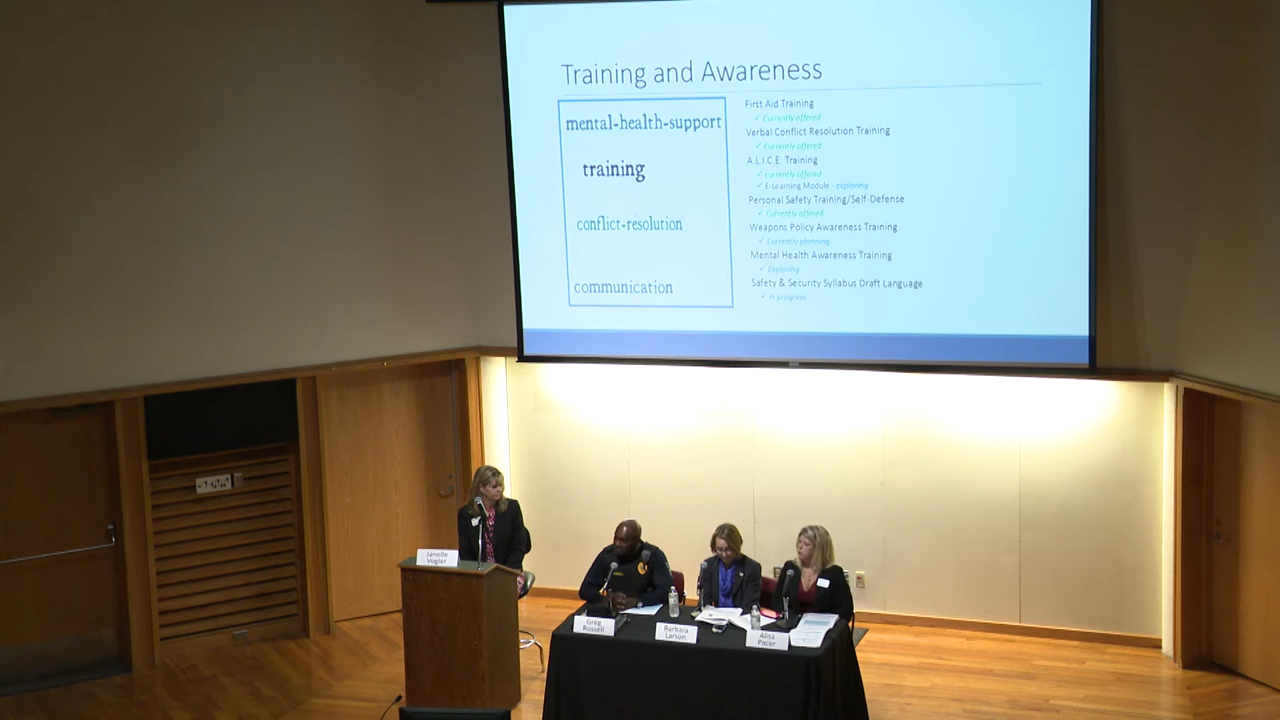 Training and Awareness
mental-health-support
training
conflict-resolution
communication
First Aid Training
✓ Currently offered
Verbal Conflict Resolution Training
✓ Currently offered
A.L.I.C.E. Training
✓ currently offered
✓ E-Learning Module - exploring
Personal Safety Training/Self-Defense
✓ Currently offered
Weapons Policy Awareness Training
✓ Currently planning
Mental Health Awareness Training
✓ Exploring
Safety & Security Syllabus Draft Language
✓ In progress
Janelle
Vogler
Greg
Russell
Barbara
Larson
Alisa
Pacer